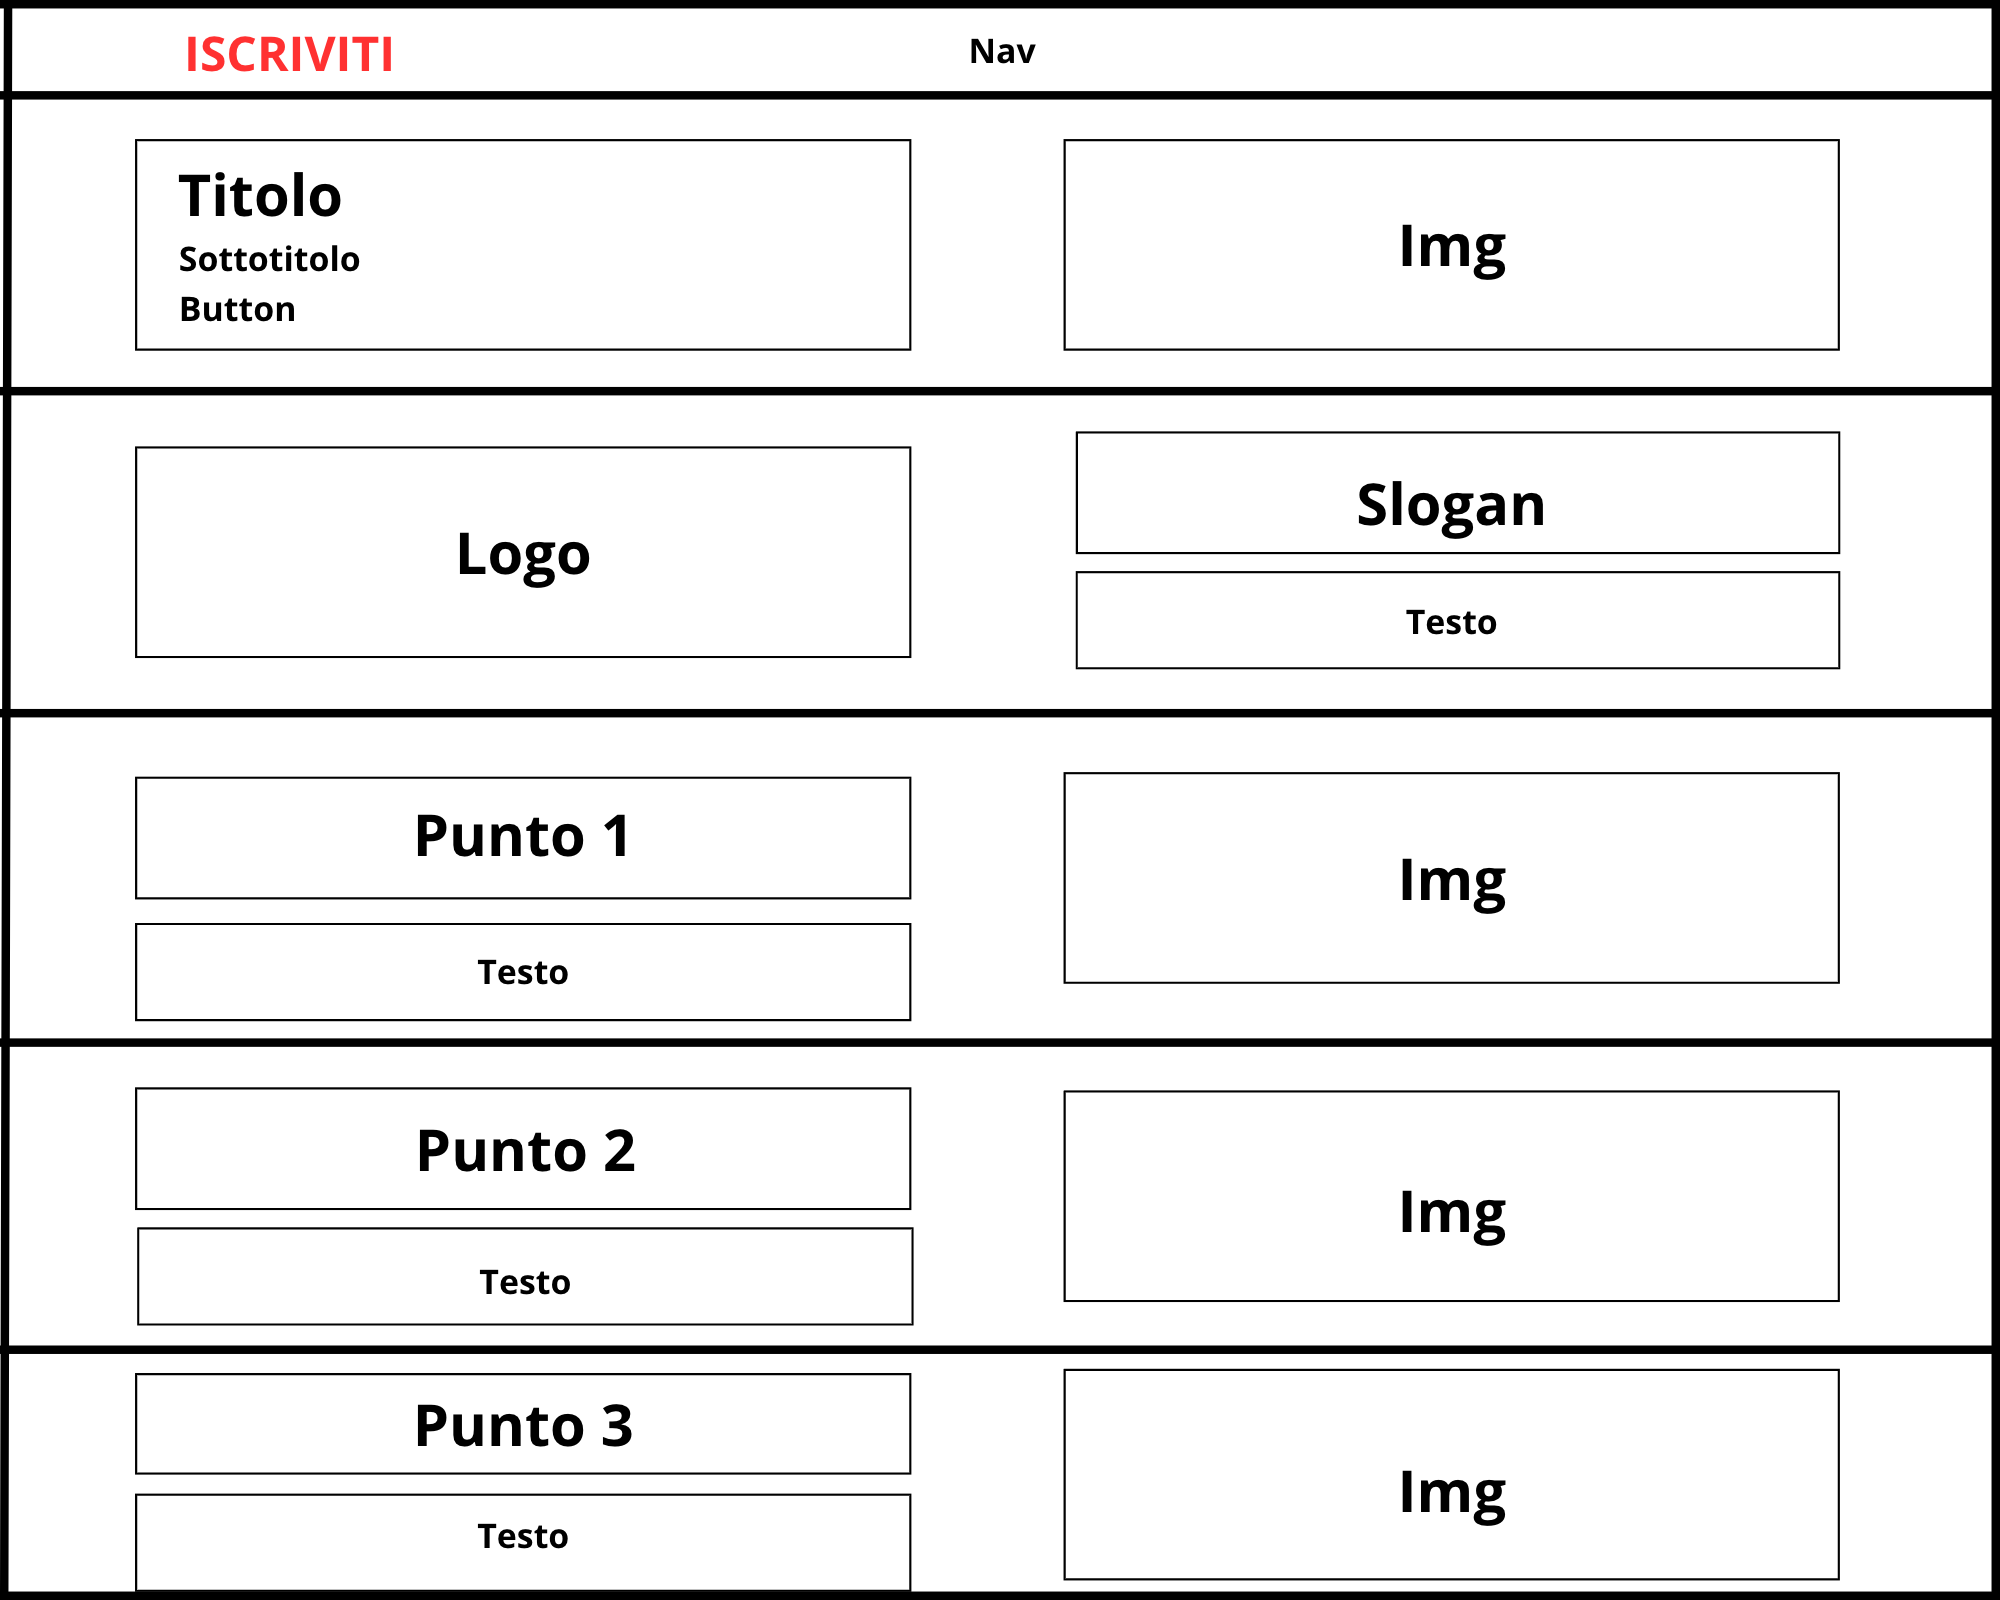 ISCRIVITI
Nav
Titolo
Sottotitolo
Button
Img
Logo
Slogan
Testo
Punto 1
Testo
Img
Punto 2
Testo
Img
Punto 3
Testo
Img